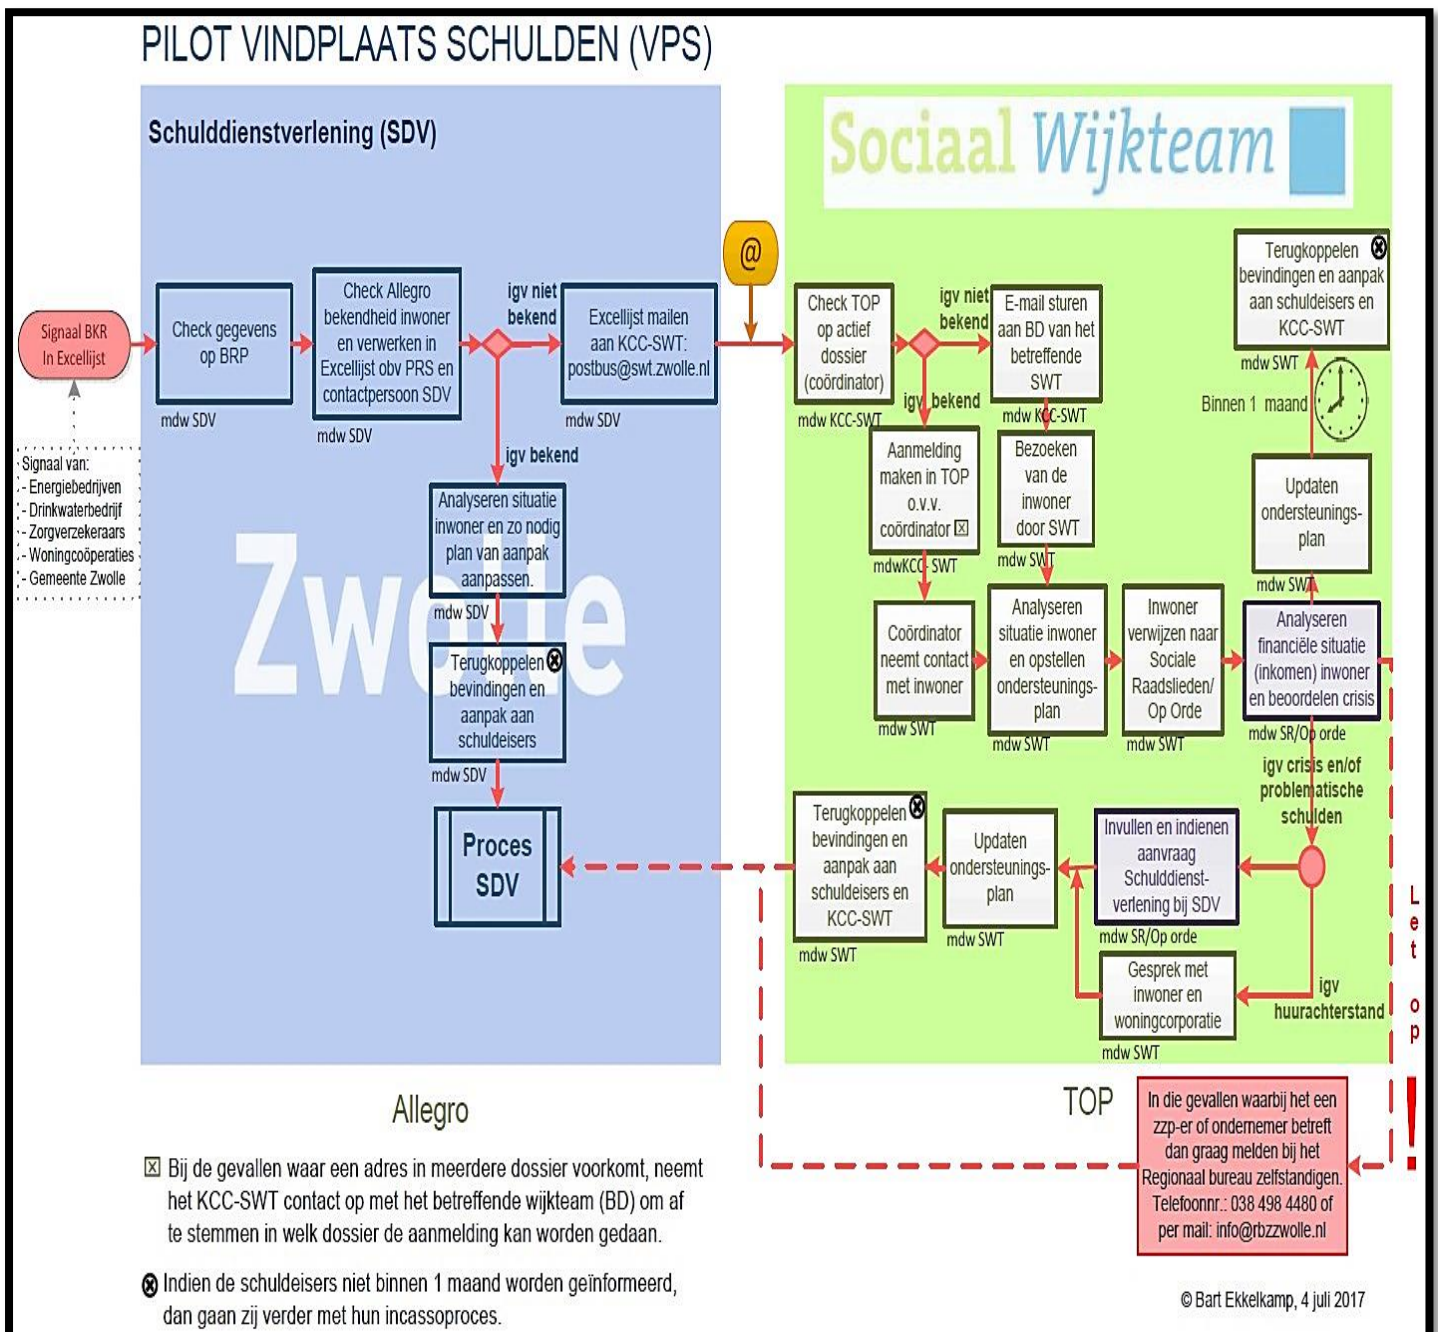 PILOT VINDPLAATS SCHULDEN (VPS)
Schulddienstverlening (SDV)
Signaal BKR
In Excellijst
Signaal van:
- Energiebedrijven
- Drinkwaterbedrijf
- Zorgverzekeraars
- Woningcoöperaties
- Gemeente Zwolle
Check gegevens
op BRP
mdw SDV
Check Allegro
bekendheid inwoner
en verwerken in
Excellijst obv PRS en
contactpersoon SDV
mdw SDV
igv niet
bekend
Excellijst mailen
aan KCC-SWT:
postbus@swt.zwolle.nl
mdw SDV
igv bekend
Analyseren situatie
inwoner en zo nodig
plan van aanpak
aanpassen.
mdw SDV
Zwolle
Terugkoppelen
bevindingen en
aanpak aan
schuldeisers
mdw SDV
Proces
SDV
@
Sociaal Wijkteam
Check TOP
op actief
dossier
(coördinator)
mdw KCC-SWT
igv niet
bekend
E-mail sturen
aan BD van het
betreffende
SWT
mdw KCC-SWT
igv bekend
Aanmelding
maken in TOP
o.v.v.
coördinator
mdwKCC- SWT
Bezoeken
van de
inwoner
door SWT
mdw SWT
Coördinator
neemt contact
met inwoner
mdw SWT
Analyseren
situatie inwoner
en opstellen
ondersteunings-
plan
mdw SWT
Inwoner
verwijzen naar
Sociale
Raadslieden/
Op Orde
mdw SWT
Analyseren
financiële situatie
(inkomen) inwoner
en beoordelen crisis
mdw SR/Op orde
Updaten
ondersteunings-
plan
mdw SWT
Binnen 1 maand
Terugkoppelen
bevindingen en aanpak
aan schuldeisers en
KCC-SWT
mdw SWT
igv crisis en/of
problematische
schulden
Invullen en indienen
aanvraag
Schulddienst-
verlening bij SDV
mdw SR/Op orde
igv
huurachterstand
Gesprek met
inwoner en
woningcorporatie
mdw SWT
Updaten
ondersteunings-
plan
mdw SWT
Terugkoppelen
bevindingen en
aanpak aan
schuldeisers en
KCC-SWT
mdw SWT
Let op !
Allegro
TOP
In die gevallen waarbij het een
zzp-er of ondernemer betreft
dan graag melden bij het
Regionaal bureau zelfstandigen.
Telefoonnr.: 038 498 4480 of
per mail: info@rbzzwolle.nl
Bij de gevallen waar een adres in meerdere dossier voorkomt, neemt
het KCC-SWT contact op met het betreffende wijkteam (BD) om af
te stemmen in welk dossier de aanmelding kan worden gedaan.
Indien de schuldeisers niet binnen 1 maand worden geïnformeerd,
dan gaan zij verder met hun incassoproces.
© Bart Ekkelkamp, 4 juli 2017